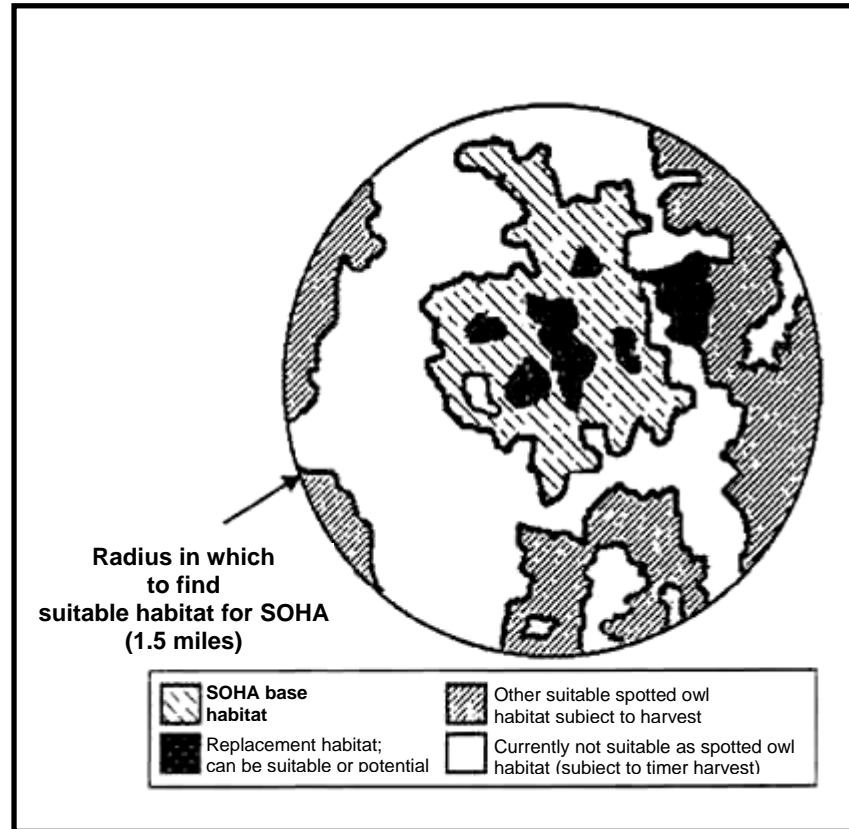 Radius in which
to find
suitable habitat for SOHA
(1.5 miles)
SOHA base
habitat
Replacement habitat;
can be suitable or potential
Other suitable spotted owl
habitat subiect to harvest
Currently not suitable as spotted owl
habitat (subiect to timer harvest)